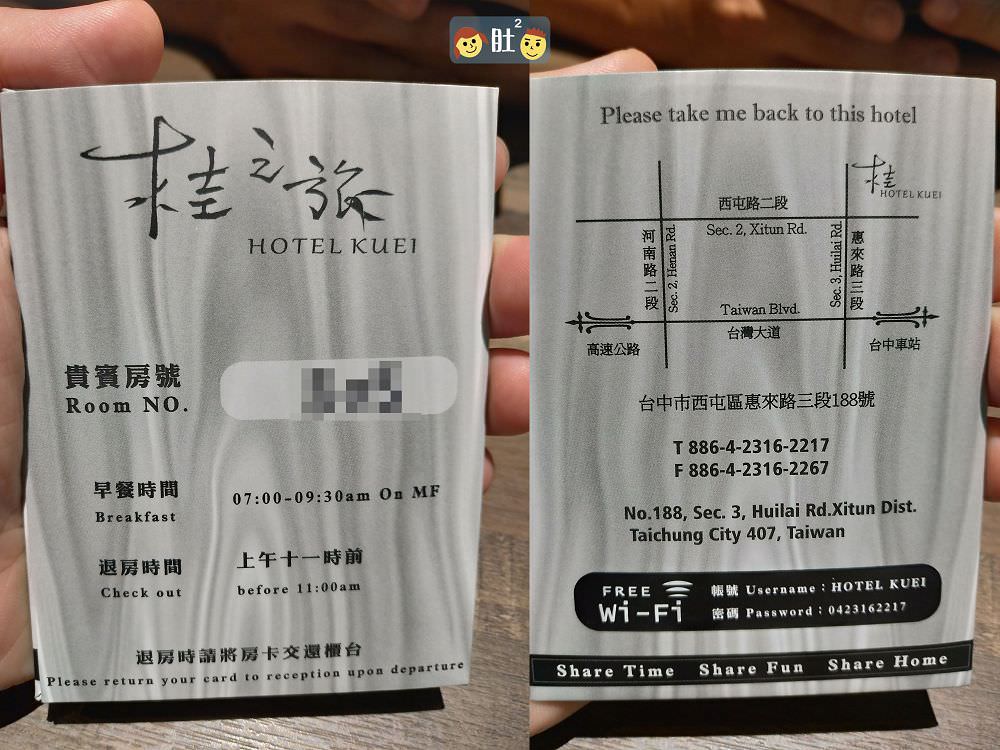 旺2
桂之旅
HOTEL KUEI
貴賓房號
Room NO.
早餐時間
07:00-09:30am On MF
Breakfast
退房時間
上午十一時前
Check out
before 11:00am
退房時請將房卡交還櫃台
Please return your card to reception upon departure
Please take me back to this hotel
桂
HOTEL KUEI
西屯路二段
Sec. 2, Xitun Rd.
河南路二段
Sec. 2, Henan Rd.
Sec. 3, Huilai Rd
惠來路三段
Taiwan Blvd.
台灣大道
高速公路
台中車站
台中市西屯區惠來路三段188號
T 886-4-2316-2217
F 886-4-2316-2267
No.188, Sec. 3, Huilai Rd.Xitun Dist.
Taichung City 407, Taiwan
FREE
Wi-Fi
帳號 Username：HOTEL KUEI
密碼 Password：0423162217
Share Time Share Fun Share Home